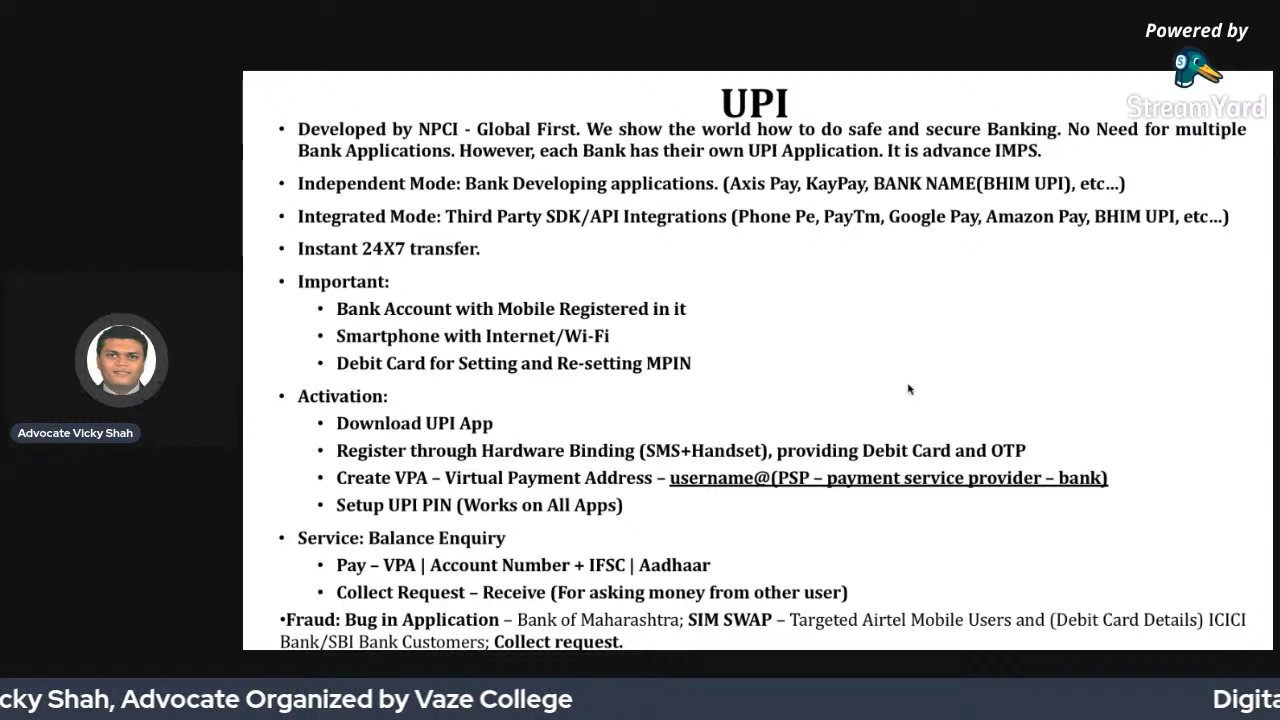 Powered by
StreamYard
UPI
• Developed by NPCI - Global First. We show the world how to do safe and secure Banking. No Need for multiple
Bank Applications. However, each Bank has their own UPI Application. It is advance IMPS.
• Independent Mode: Bank Developing applications. (Axis Pay, KayPay, BANK NAME(BHIM UPI), etc…)
• Integrated Mode: Third Party SDK/API Integrations (Phone Pe, PayTm, Google Pay, Amazon Pay, BHIM UPI, etc…)
• Instant 24X7 transfer.
• Important:
• Bank Account with Mobile Registered in it
• Smartphone with Internet/Wi-Fi
• Debit Card for Setting and Re-setting MPIN
• Activation:
• Download UPI App
• Register through Hardware Binding (SMS+Handset), providing Debit Card and OTP
• Create VPA – Virtual Payment Address – username@(PSP – payment service provider – bank)
• Setup UPI PIN (Works on All Apps)
• Service: Balance Enquiry
• Pay – VPA | Account Number + IFSC | Aadhaar
• Collect Request – Receive (For asking money from other user)
•Fraud: Bug in Application – Bank of Maharashtra; SIM SWAP – Targeted Airtel Mobile Users and (Debit Card Details) ICICI
Bank/SBI Bank Customers; Collect request.
Advocate Vicky Shah
cky Shah, Advocate Organized by Vaze College
Digita